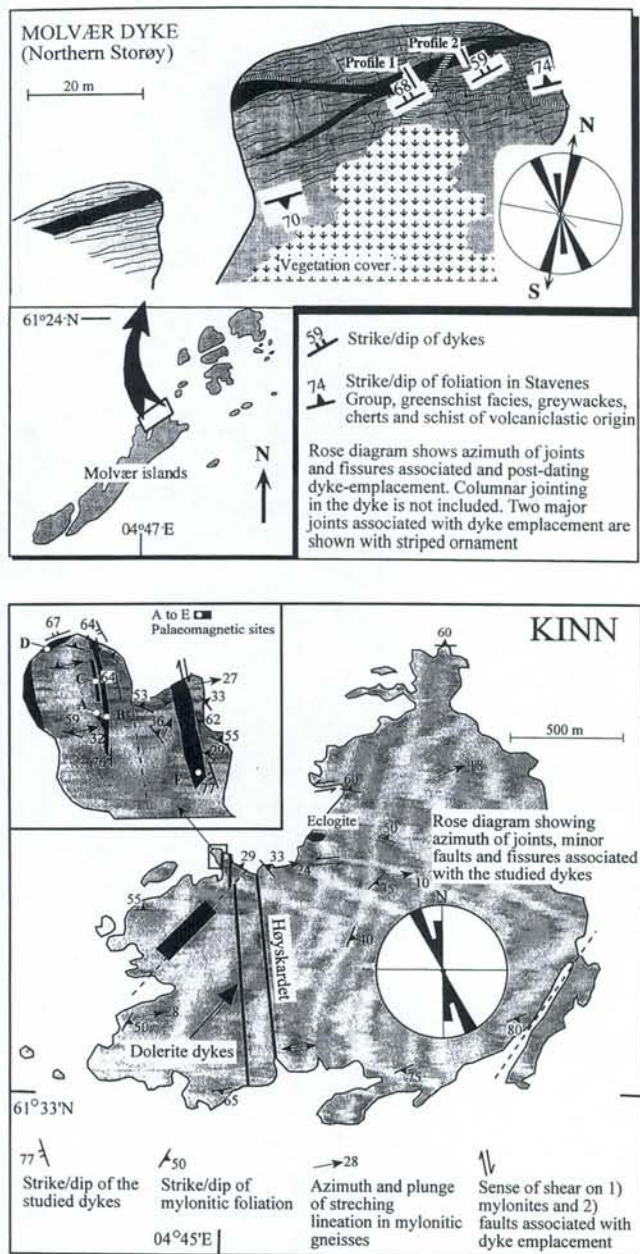 MOLVÆR DYKE
(Northern Storøy)
20 m
Profile 1
Profile 2
68
59
74
70
Vegetation cover
N
S
61º24'N
Molvær islands
04º47'E
N
59 Strike/dip of dykes
74 Strike/dip of foliation in Stavenes
Group, greenschist facies, greywackes,
cherts and schist of volcaniclastic origin
Rose diagram shows azimuth of joints
and fissures associated and post-dating
dyke-emplacement. Columnar jointing
in the dyke is not included. Two major
joints associated with dyke emplacement are
shown with striped ornament
A to E
Palaeomagnetic sites
67
64
D
C
64
A
B
59
32
53
36
27
33
62
55
29
E
77
KINN
60
500 m
18
60
Eclogite
50
Rose diagram showing
azimuth of joints, minor
faults and fissures associated
with the studied dykes
N
29
33
24
10
55
Høyskardet
40
28
50
80
Dolerite dykes
65
61º33'N
77
Strike/dip of the
studied dykes
50
Strike/dip of
mylonitic foliation
28
Azimuth and plunge
of streching
lineation in mylonitic
gneisses
Sense of shear on 1)
mylonites and 2)
faults associated with
dyke emplacement
04º45'E